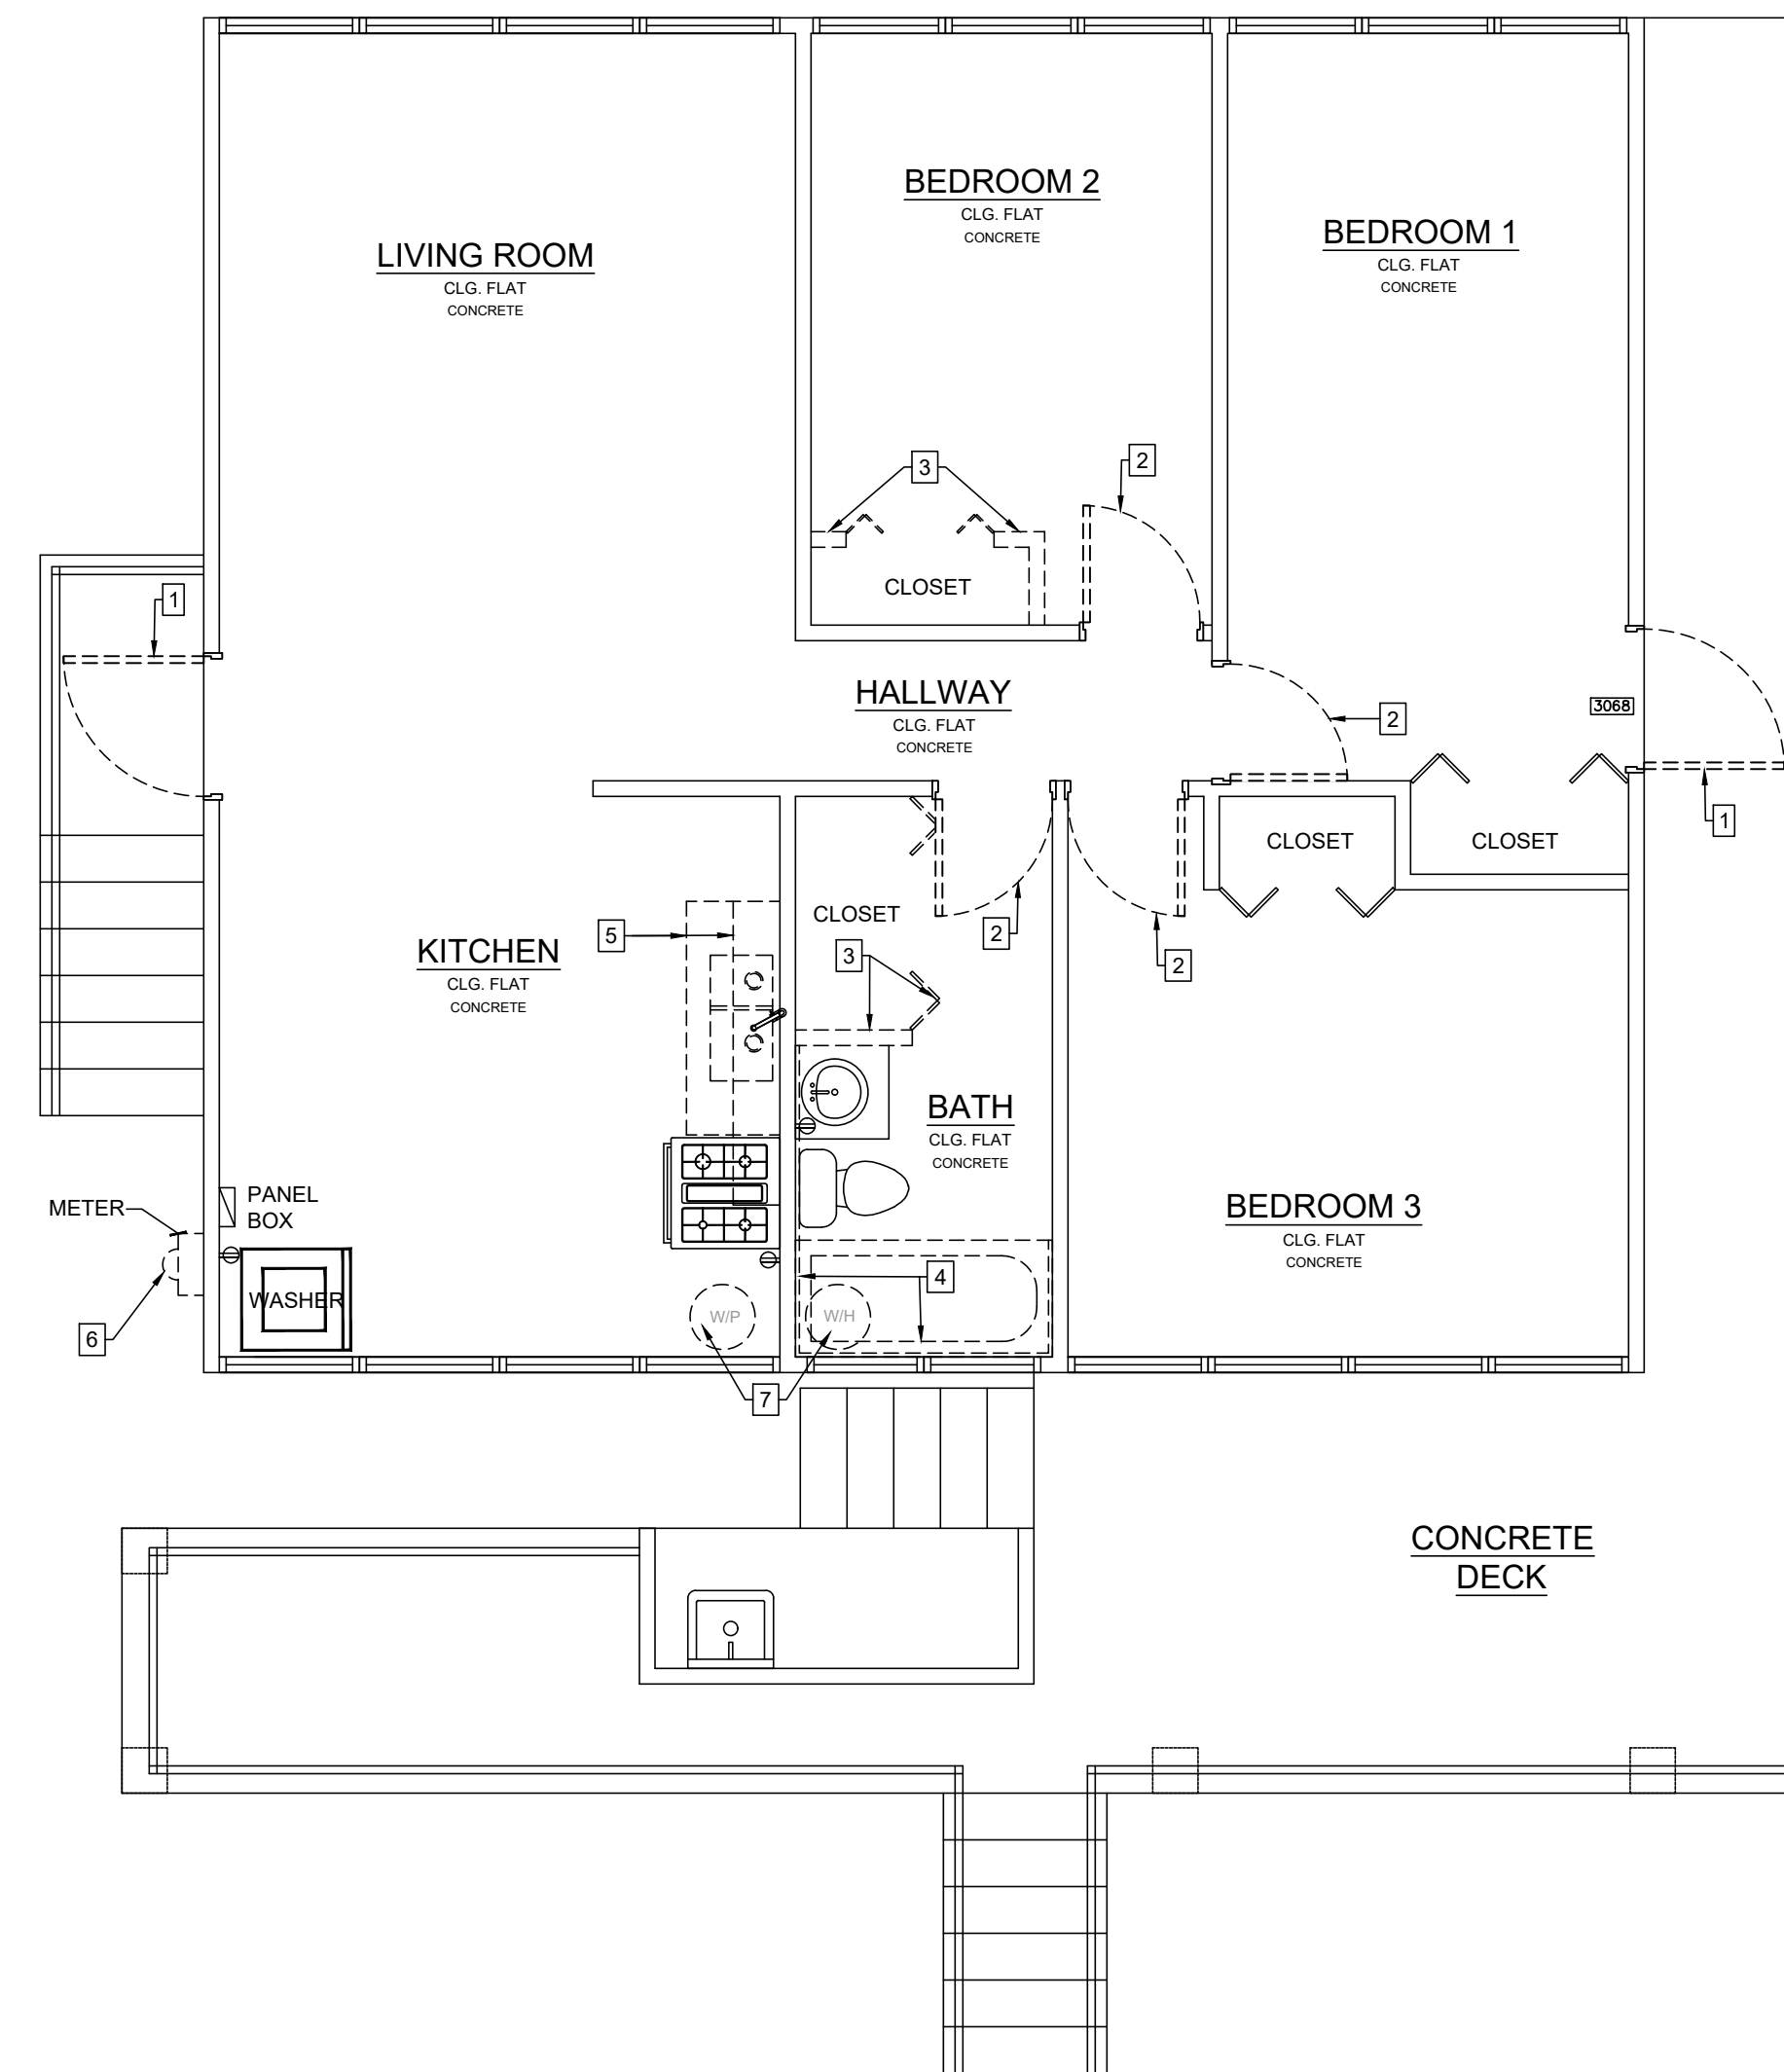 BEDROOM 2
CLG. FLAT
CONCRETE
BEDROOM 1
CLG. FLAT
CONCRETE
LIVING ROOM
CLG. FLAT
CONCRETE
3
2
CLOSET
1
HALLWAY
CLG. FLAT
CONCRETE
2
3068
1
CLOSET
CLOSET
CLOSET
5
2
2
KITCHEN
CLG. FLAT
CONCRETE
3
BATH
CLG. FLAT
CONCRETE
METER
PANEL
BOX
BEDROOM 3
CLG. FLAT
CONCRETE
4
WASHER
W/P
W/H
6
7
CONCRETE
DECK